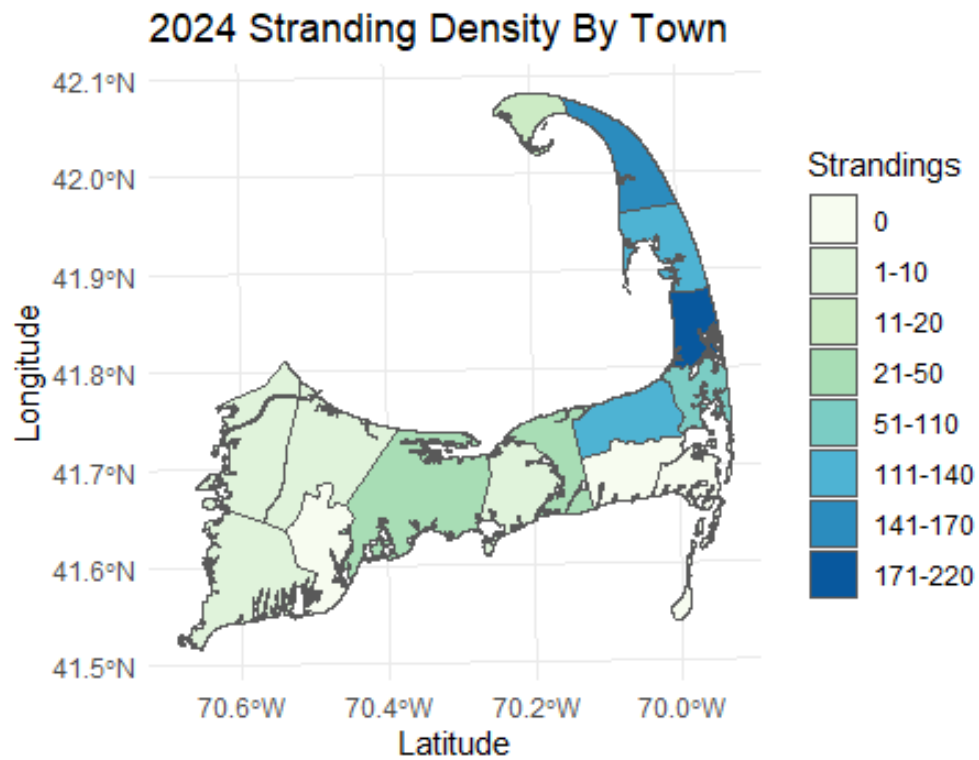 2024 Stranding Density By Town
42.1°N
42.0°N
41.9°N
41.8°N
41.7°N
41.6°N
41.5°N
Longitude
70.6°W 70.4°W 70.2°W 70.0°W
Latitude
Strandings
0
1-10
11-20
21-50
51-110
111-140
141-170
171-220